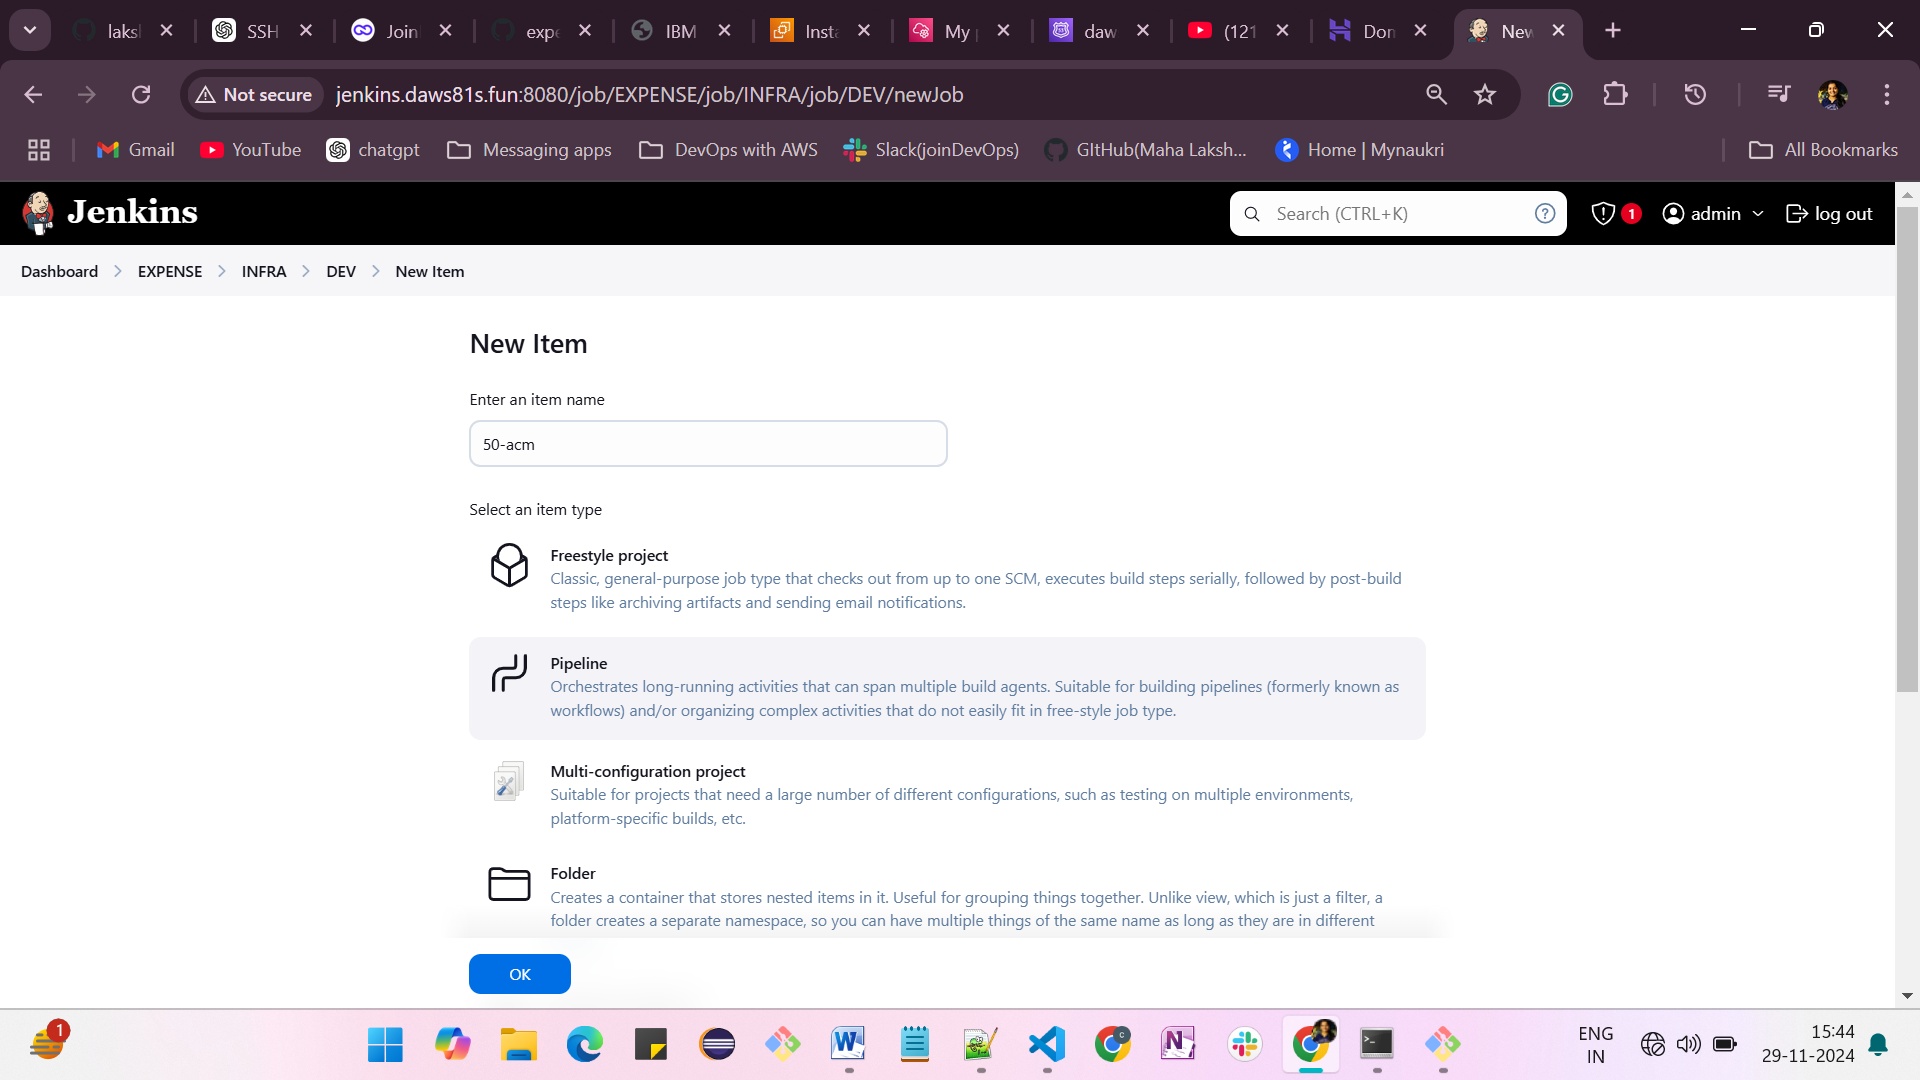 laksh
SSH
Join
expe
IBM
Insta
My
daw
(121
Don
New
Not secure
jenkins.daws81s.fun:8080/job/EXPENSE/job/INFRA/job/DEV/newJob
Gmail
YouTube
chatgpt
Messaging apps
DevOps with AWS
Slack(joinDevOps)
GItHub(Maha Laksh...
Home | Mynaukri
All Bookmarks
Jenkins
Search (CTRL+K)
1
admin
log out
Dashboard
EXPENSE
INFRA
DEV
New Item
New Item
Enter an item name
50-acm
Select an item type
Freestyle project
Classic, general-purpose job type that checks out from up to one SCM, executes build steps serially, followed by post-build
steps like archiving artifacts and sending email notifications.
Pipeline
Orchestrates long-running activities that can span multiple build agents. Suitable for building pipelines (formerly known as
workflows) and/or organizing complex activities that do not easily fit in free-style job type.
Multi-configuration project
Suitable for projects that need a large number of different configurations, such as testing on multiple environments,
platform-specific builds, etc.
Folder
Creates a container that stores nested items in it. Useful for grouping things together. Unlike view, which is just a filter, a
folder creates a separate namespace, so you can have multiple things of the same name as long as they are in different
OK
1
ENG
IN
15:44
29-11-2024